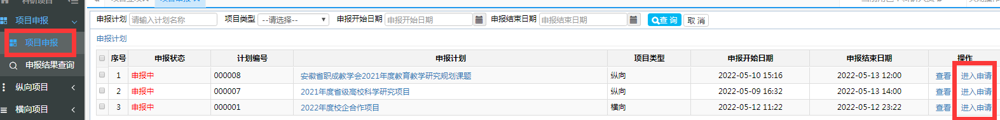 科研项目
项目申报
项目申报
申报结果查询
纵向项目
横向项目
申报计划 请输入计划名称 项目类型 --请选择-- 申报开始日期 申报开始日期 申报结束日期 申报结束日期 查 询 取 消
申报计划
序号 申报状态 计划编号 申报计划 项目类型 申报开始日期 申报结束日期 操作
1 申报中 000008 安徽省职成教学会2021年度教育教学研究规划课题 纵向 2022-05-10 15:16 2022-05-13 12:00 查看 进入申请
2 申报中 000007 2021年度省级高校科学研究项目 纵向 2022-05-09 16:32 2022-05-13 14:00 查看 进入申请
3 申报中 000001 2022年度校企合作项目 横向 2022-05-12 11:22 2022-05-12 23:22 查看 进入申请